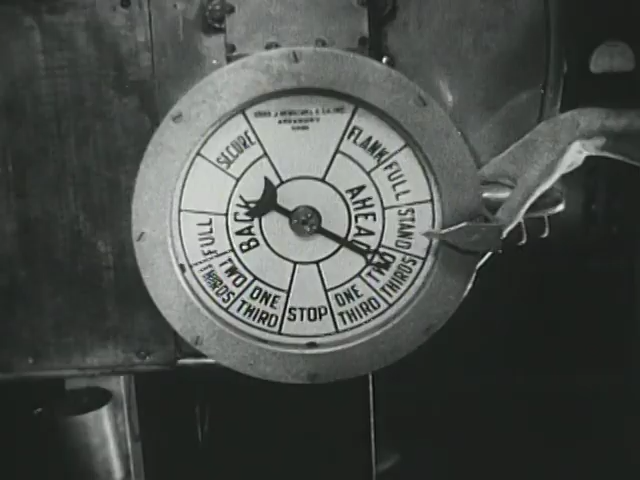 SECURE
FLANK
FULL
STAND
AHEAD
TWO
THIRDS
ONE
THIRD
STOP
ONE
THIRD
TWO
THIRDS
FULL
BACK